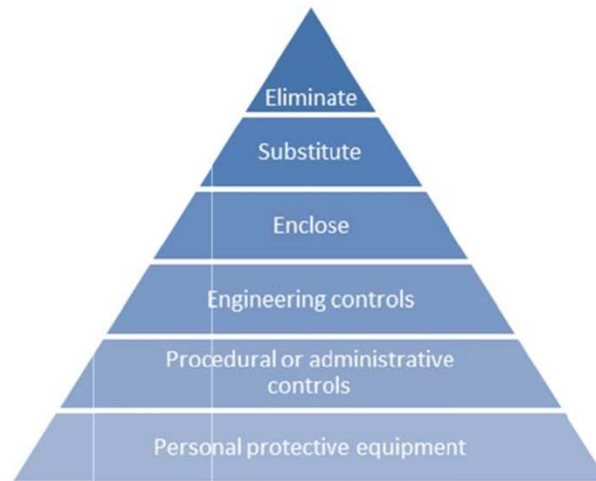 Eliminate
Substitute
Enclose
Engineering controls
Procedural or administrative
controls
Personal protective equipment